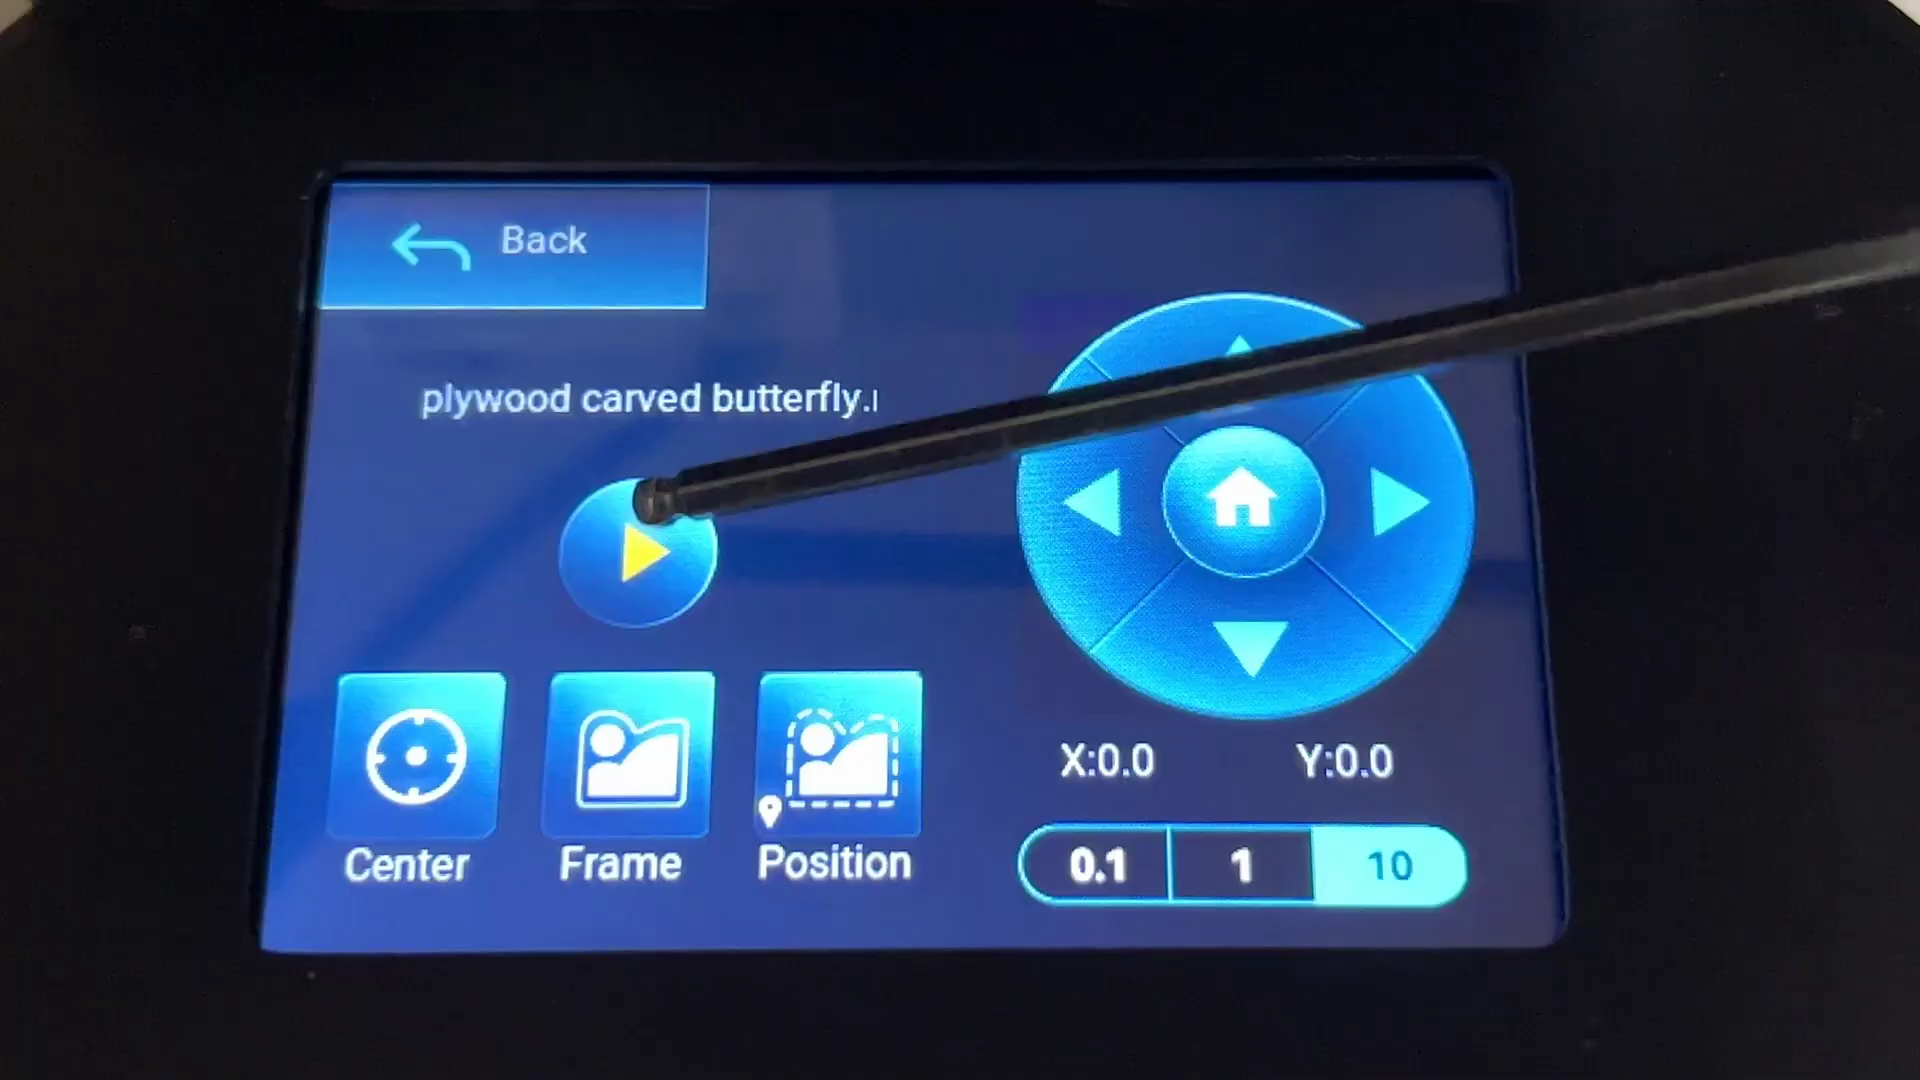 Back
plywood carved butterfly.
Center
Frame
Position
X:0.0 Y:0.0
0.1 1 10